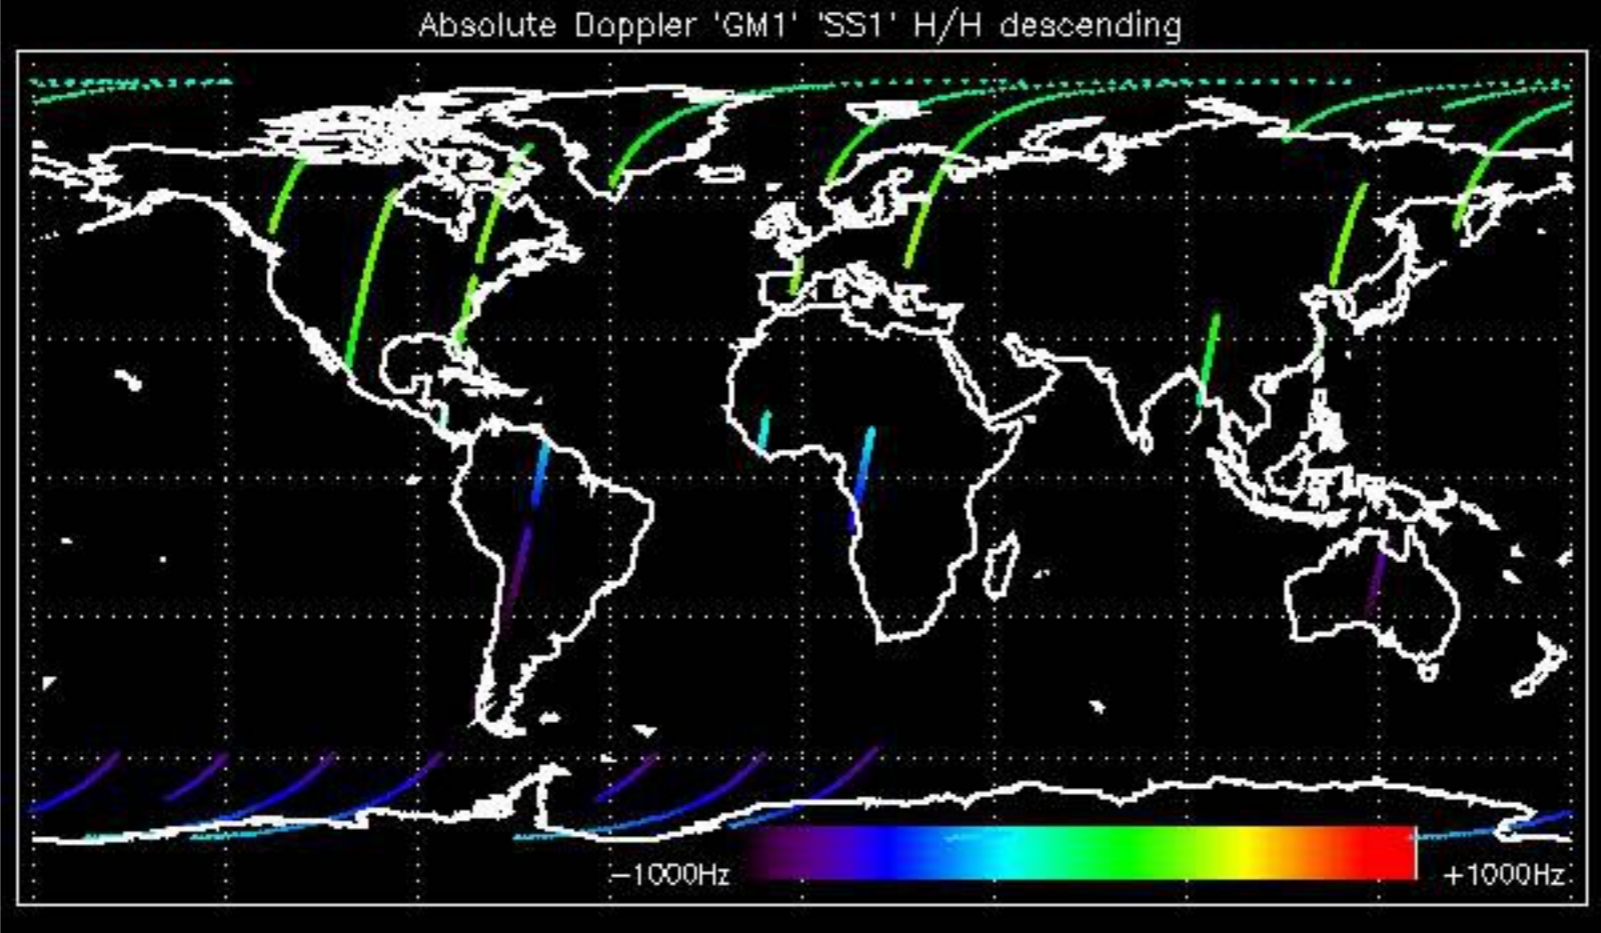 Absolute Doppler 'GM1' 'SS1' H/H descending
−1000Hz
+1000Hz